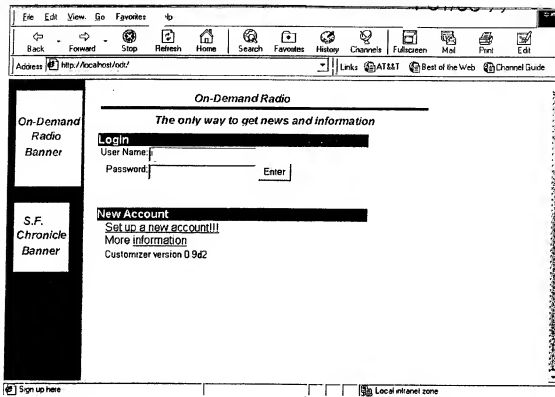 File Edit View Go Favorites
Back Forward Stop Refresh Home Search Favorites History Channels Fullscreen Mail Print Edit
Address http://localhost/odr/ Links AT&T Best of the Web Channel Guide
On-Demand Radio
The only way to get news and information
On-Demand
Radio
Banner
Login
User Name:
Password: Enter
S.F.
Chronicle
Banner
New Account
Set up a new account!!!
More information
Customizer version 0.9d2
Sign up here Local intranet zone